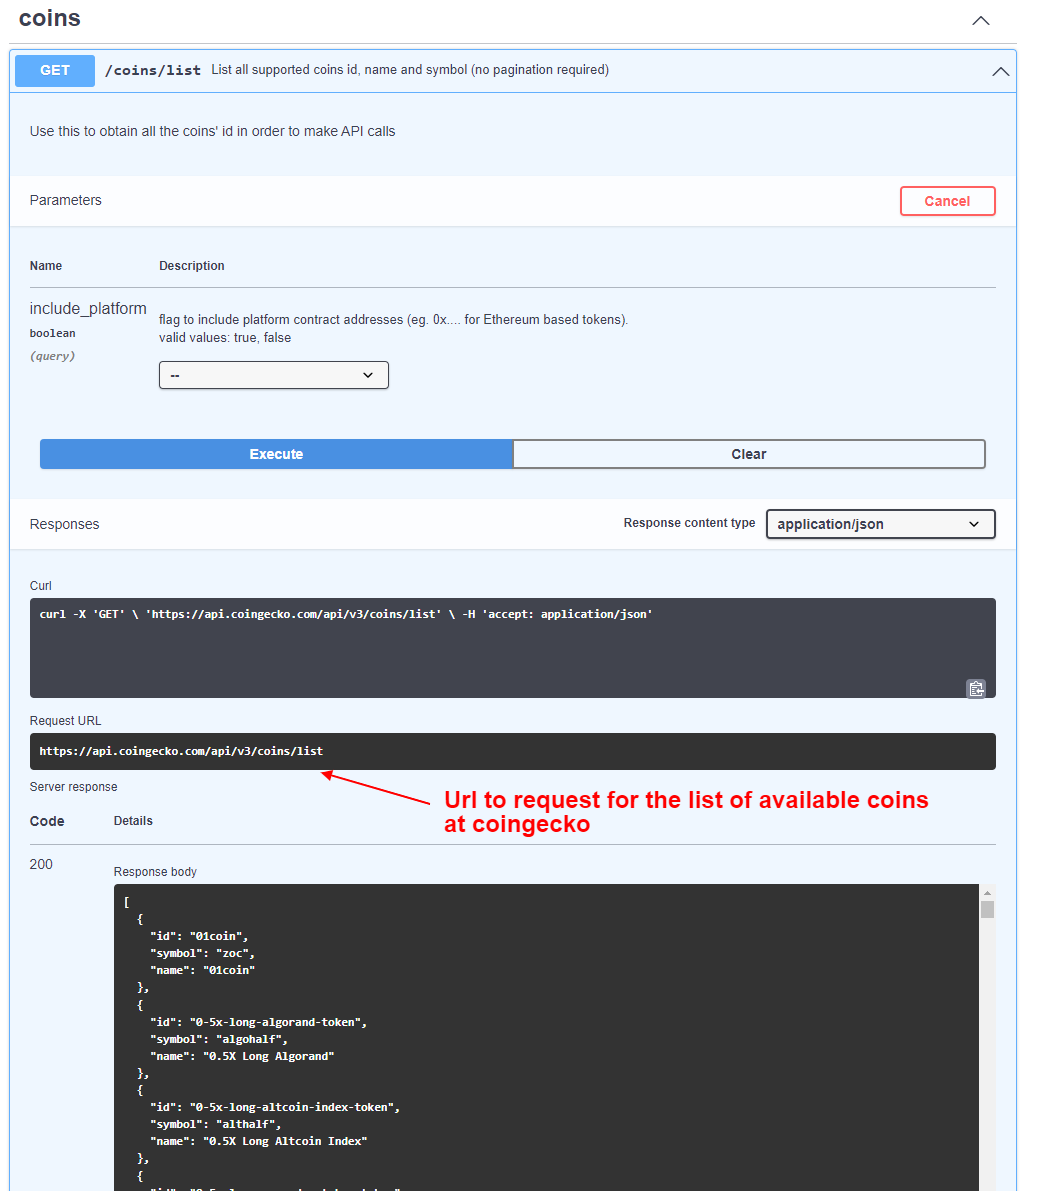 coins
GET /coins/list List all supported coins id, name and symbol (no pagination required)
Use this to obtain all the coins' id in order to make API calls
Parameters
Cancel
Name Description
include_platform
boolean
(query)
flag to include platform contract addresses (eg. 0x.... for Ethereum based tokens).
valid values: true, false
--
Execute Clear
Responses Response content type application/json
Curl
curl -X 'GET' \ 'https://api.coingecko.com/api/v3/coins/list' \ -H 'accept: application/json'
Request URL
https://api.coingecko.com/api/v3/coins/list
Server response
Url to request for the list of available coins
at coingecko
Code Details
200
Response body
[
{
"id": "01coin",
"symbol": "zoc",
"name": "01coin"
},
{
"id": "0-5x-long-algorand-token",
"symbol": "algohalf",
"name": "0.5X Long Algorand"
},
{
"id": "0-5x-long-altcoin-index-token",
"symbol": "althalf",
"name": "0.5X Long Altcoin Index"
},
{